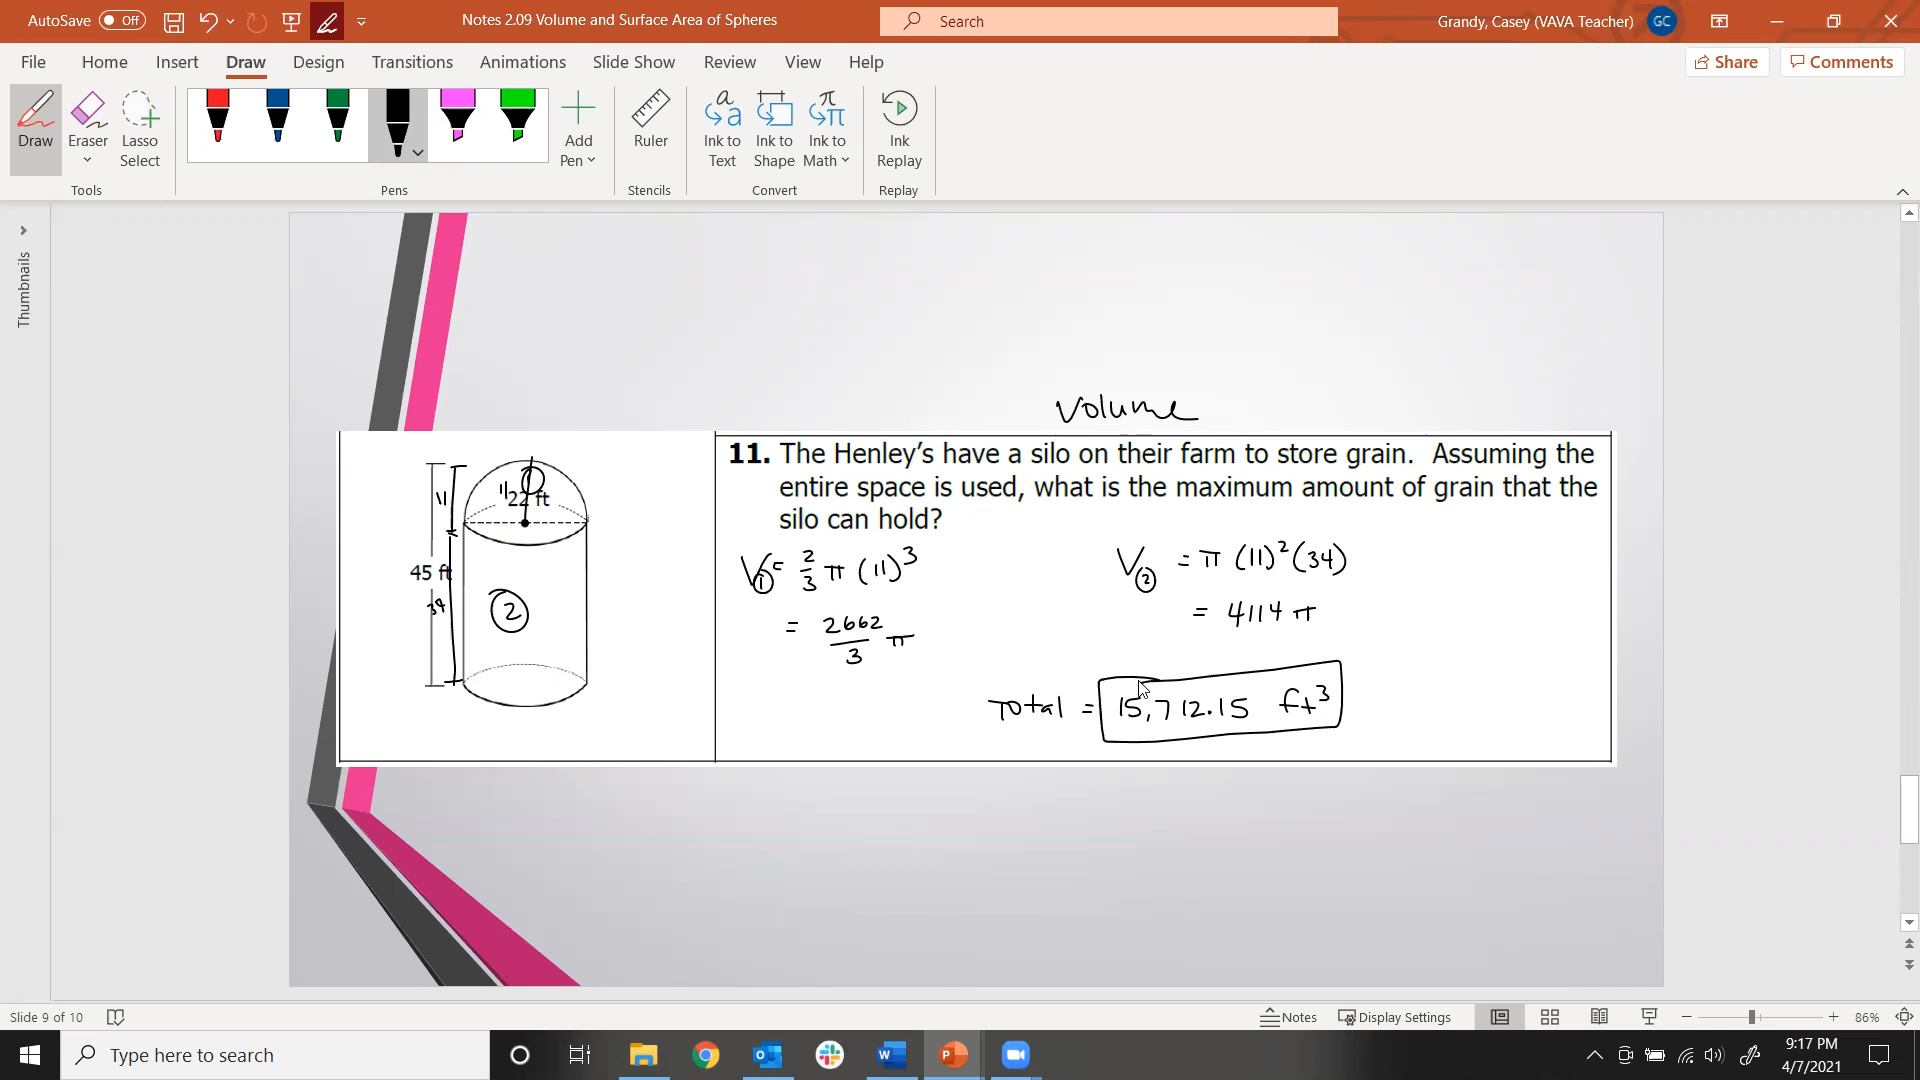 AutoSave Off Notes 2.09 Volume and Surface Area of Spheres Search Grandy, Casey (VAVA Teacher) GC
File Home Insert Draw Design Transitions Animations Slide Show Review View Help Share Comments
Draw Eraser Lasso Select Add Pen Ruler Ink to Text Ink to Shape Ink to Math Ink Replay
Tools Pens Stencils Convert Replay
Thumbnails
Volume
11. The Henley's have a silo on their farm to store grain. Assuming the
entire space is used, what is the maximum amount of grain that the
silo can hold?
11 11 1 22 ft
45 ft
34 2
V① = 2/3 π (11)³
= 2662/3 π
V② = π (11)² (34)
= 4114 π
Total = 15,712.15 ft³
Slide 9 of 10 Notes Display Settings 86%
Type here to search 9:17 PM
4/7/2021